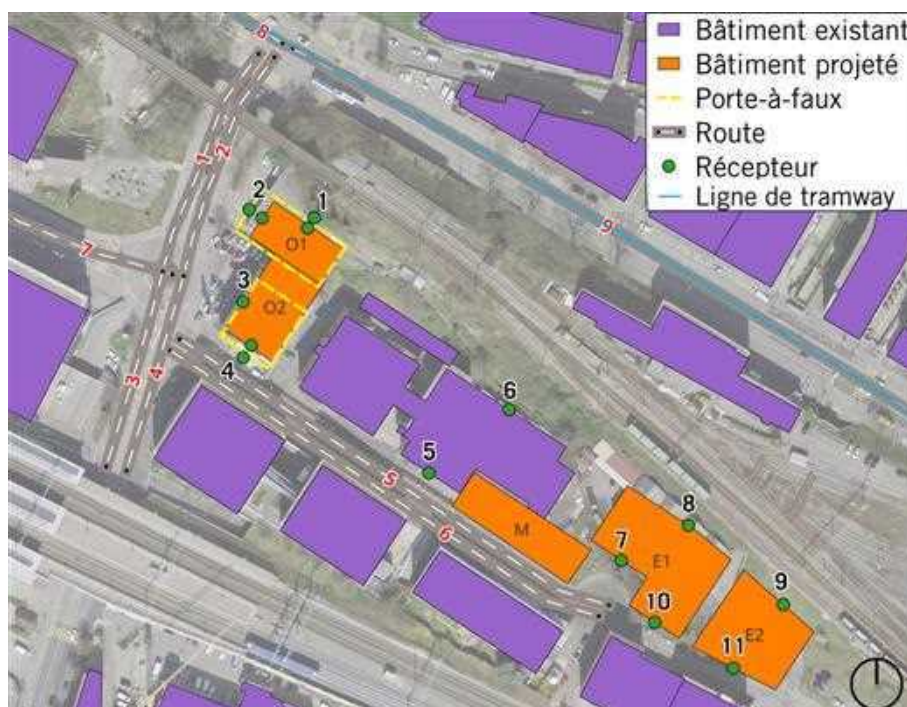 Bâtiment existant
Bâtiment projeté
Porte-à-faux
Route
Récepteur
Ligne de tramway
8
1
2
9
7
2
1
O1
3
O2
3
4
4
6
5
5
6
M
8
7
E1
9
10
E2
11